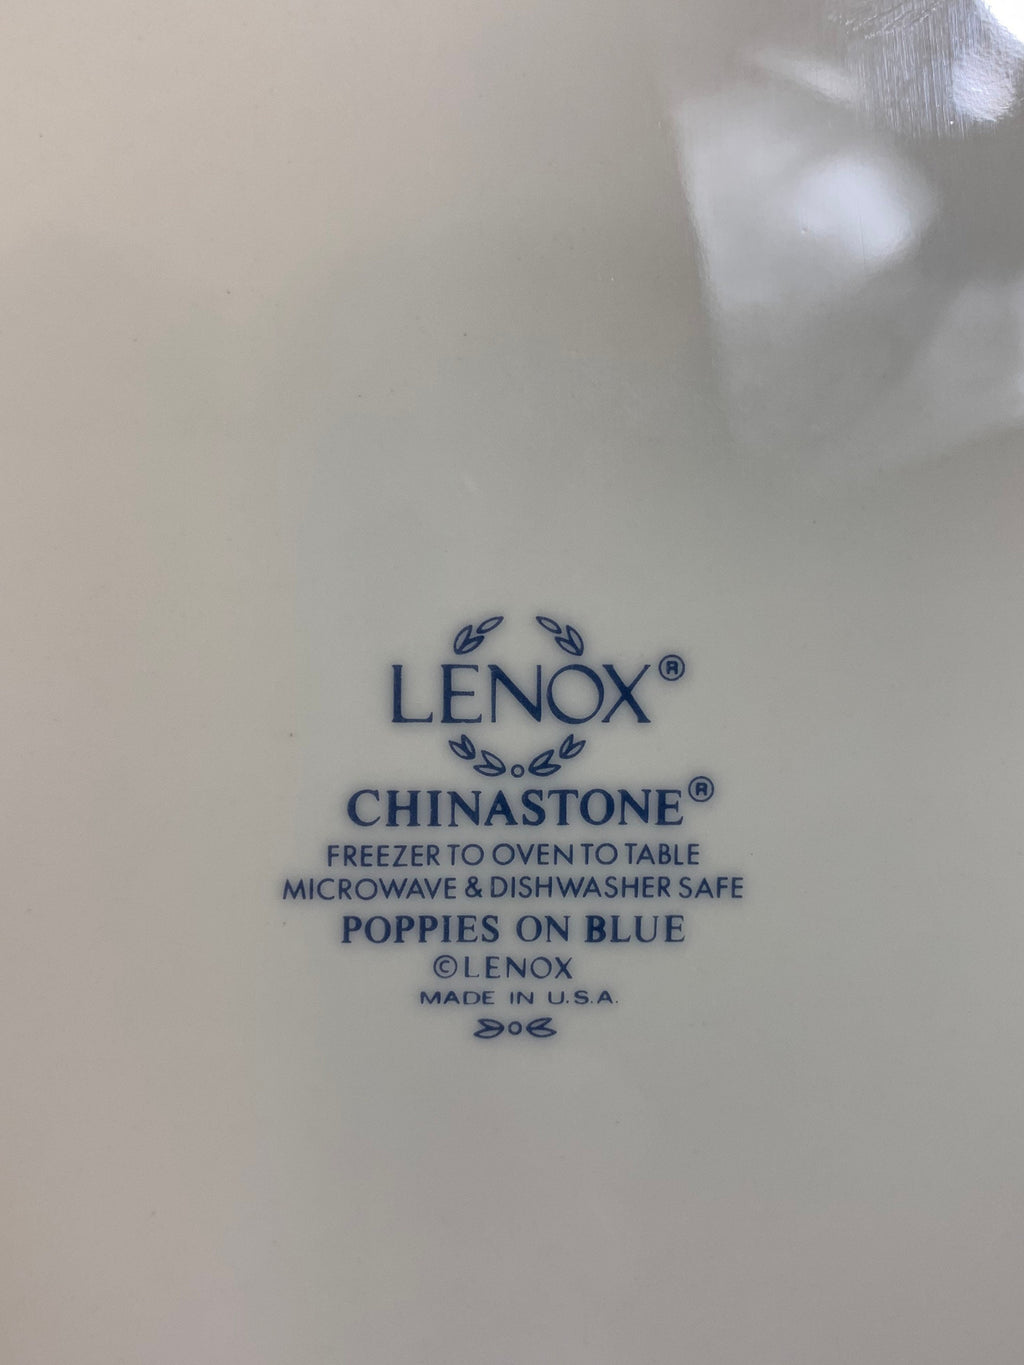 LENOX®
CHINASTONE®
FREEZER TO OVEN TO TABLE
MICROWAVE & DISHWASHER SAFE
POPPIES ON BLUE
©LENOX
MADE IN U.S.A.